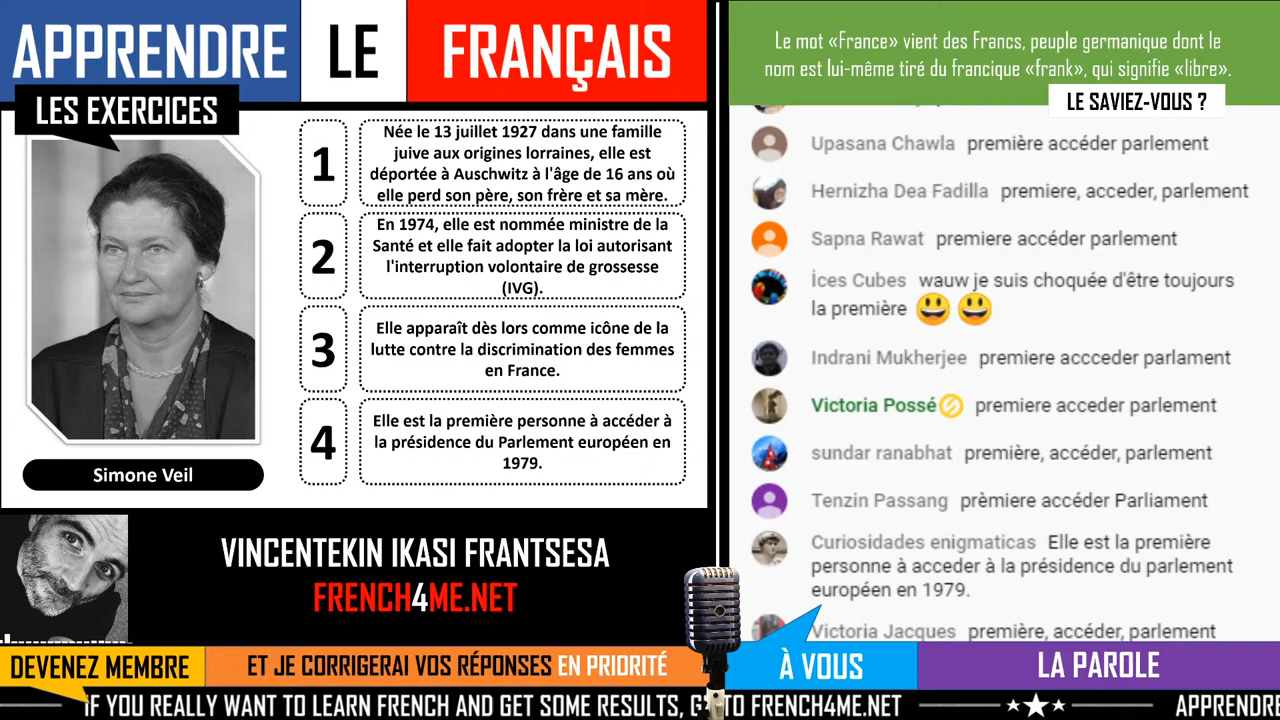 APPRENDRE LE FRANÇAIS
LES EXERCICES
1
Née le 13 juillet 1927 dans une famille
juive aux origines lorraines, elle est
déportée à Auschwitz à l'âge de 16 ans où
elle perd son père, son frère et sa mère.
2
En 1974, elle est nommée ministre de la
Santé et elle fait adopter la loi autorisant
l'interruption volontaire de grossesse
(IVG).
3
Elle apparaît dès lors comme icône de la
lutte contre la discrimination des femmes
en France.
4
Elle est la première personne à accéder à
la présidence du Parlement européen en
1979.
Simone Veil
VINCENTEKIN IKASI FRANTSESA
FRENCH4ME.NET
Le mot «France» vient des Francs, peuple germanique dont le
nom est lui-même tiré du francique «frank», qui signifie «libre».
LE SAVIEZ-VOUS ?
Upasana Chawla première accéder parlement
Hernizha Dea Fadilla premiere, acceder, parlement
Sapna Rawat premiere accéder parlement
İces Cubes wauw je suis choquée d'être toujours
la première 😃 😃
Indrani Mukherjee premiere accceder parlament
Victoria Possé premiere acceder parlement
sundar ranabhat première, accéder, parlement
Tenzin Passang prèmiere accéder Parliament
Curiosidades enigmaticas Elle est la première
personne à acceder à la présidence du parlement
européen en 1979.
Victoria Jacques première, accéder, parlement
DEVENEZ MEMBRE
ET JE CORRIGERAI VOS RÉPONSES EN PRIORITÉ
À VOUS
LA PAROLE
IF YOU REALLY WANT TO LEARN FRENCH AND GET SOME RESULTS, TO FRENCH4ME.NET